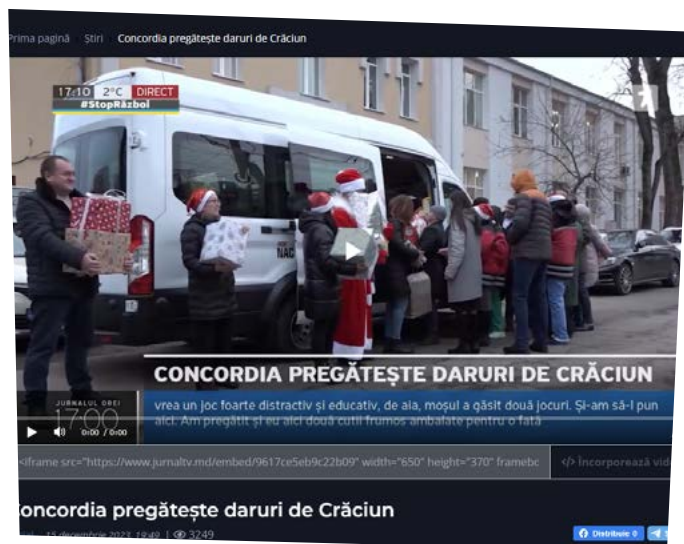 Prima pagină Știri Concordia pregătește daruri de Crăciun
17:10 2°C DIRECT
#StopRăzboi
CONCORDIA PREGĂTEȘTE DARURI DE CRĂCIUN
JURNALUL OREI
17:00
vrea un joc foarte distractiv și educativ, de aia, moșul a găsit două jocuri. Și-am să-l pun
aici. Am pregătit și eu aici două cutii frumos ambalate pentru o fată
0:00 / 0:00
<iframe src="https://www.jurnaltv.md/embed/9617ce5eb9c22b09" width="650" height="370" framebc
</> Încorporează vid
Concordia pregătește daruri de Crăciun
15 decembrie 2023, 19:49 | 3249
Distribuie 0